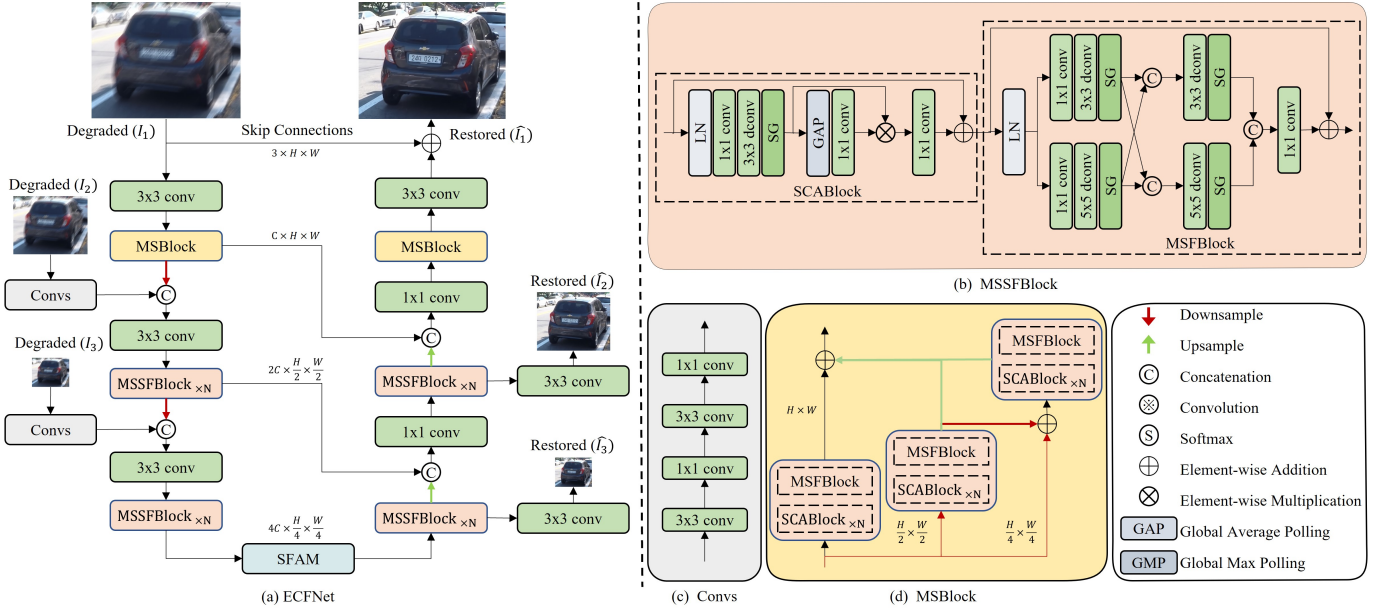 Degraded (I₁)
Skip Connections
3 × H × W
Restored (Î₁)
Degraded (I₂)
3x3 conv
3x3 conv
MSBlock
C × H × W
MSBlock
Convs
C
1x1 conv
Restored (Î₂)
3x3 conv
C
Degraded (I₃)
MSSFBlock ×N
2C × H/2 × W/2
MSSFBlock ×N
3x3 conv
Convs
C
1x1 conv
Restored (Î₃)
3x3 conv
C
MSSFBlock ×N
MSSFBlock ×N
3x3 conv
4C × H/4 × W/4
SFAM
(a) ECFNet
LN
1x1 conv
3x3 dconv
SG
GAP
1x1 conv
1x1 conv
SCABlock
LN
1x1 conv
3x3 dconv
SG
C
3x3 dconv
SG
1x1 conv
5x5 dconv
SG
C
5x5 dconv
SG
C
1x1 conv
MSFBlock
(b) MSSFBlock
1x1 conv
3x3 conv
1x1 conv
3x3 conv
(c) Convs
MSFBlock
SCABlock ×N
H × W
MSFBlock
SCABlock ×N
MSFBlock
SCABlock ×N
H/2 × W/2
H/4 × W/4
(d) MSBlock
Downsample
Upsample
C Concatenation
Convolution
S Softmax
Element-wise Addition
Element-wise Multiplication
GAP Global Average Polling
GMP Global Max Polling